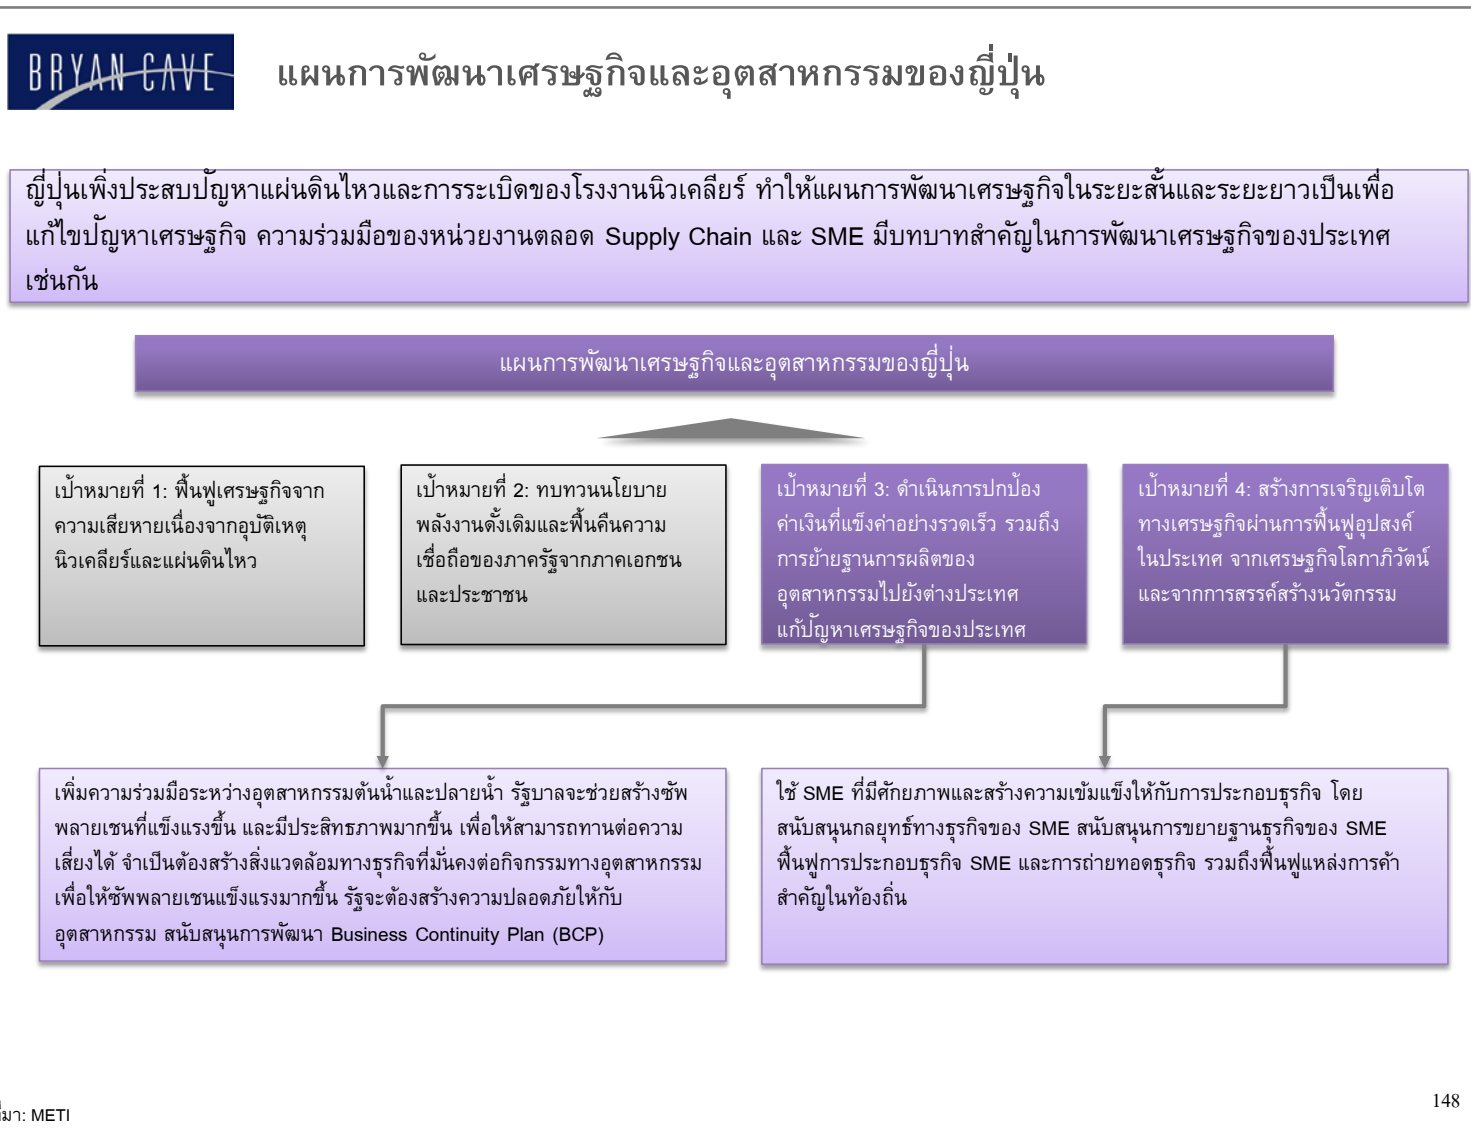 BRYAN CAVE
แผนการพัฒนาเศรษฐกิจและอุตสาหกรรมของญี่ปุ่น
ญี่ปุ่นเพิ่งประสบปัญหาแผ่นดินไหวและการระเบิดของโรงงานนิวเคลียร์ ทำให้แผนการพัฒนาเศรษฐกิจในระยะสั้นและระยะยาวเป็นเพื่อ
แก้ไขปัญหาเศรษฐกิจ ความร่วมมือของหน่วยงานตลอด Supply Chain และ SME มีบทบาทสำคัญในการพัฒนาเศรษฐกิจของประเทศ
เช่นกัน
แผนการพัฒนาเศรษฐกิจและอุตสาหกรรมของญี่ปุ่น
เป้าหมายที่ 1: ฟื้นฟูเศรษฐกิจจาก
ความเสียหายเนื่องจากอุบัติเหตุ
นิวเคลียร์และแผ่นดินไหว
เป้าหมายที่ 2: ทบทวนนโยบาย
พลังงานดั้งเดิมและฟื้นคืนความ
เชื่อถือของภาครัฐจากภาคเอกชน
และประชาชน
เป้าหมายที่ 3: ดำเนินการปกป้อง
ค่าเงินที่แข็งค่าอย่างรวดเร็ว รวมถึง
การย้ายฐานการผลิตของ
อุตสาหกรรมไปยังต่างประเทศ
แก้ปัญหาเศรษฐกิจของประเทศ
เป้าหมายที่ 4: สร้างการเจริญเติบโต
ทางเศรษฐกิจผ่านการฟื้นฟูอุปสงค์
ในประเทศ จากเศรษฐกิจโลกาภิวัตน์
และจากการสรรค์สร้างนวัตกรรม
เพิ่มความร่วมมือระหว่างอุตสาหกรรมต้นน้ำและปลายน้ำ รัฐบาลจะช่วยสร้างซัพ
พลายเชนที่แข็งแรงขึ้น และมีประสิทธภาพมากขึ้น เพื่อให้สามารถทานต่อความ
เสี่ยงได้ จำเป็นต้องสร้างสิ่งแวดล้อมทางธุรกิจที่มั่นคงต่อกิจกรรมทางอุตสาหกรรม
เพื่อให้ซัพพลายเชนแข็งแรงมากขึ้น รัฐจะต้องสร้างความปลอดภัยให้กับ
อุตสาหกรรม สนับสนุนการพัฒนา Business Continuity Plan (BCP)
ใช้ SME ที่มีศักยภาพและสร้างความเข้มแข็งให้กับการประกอบธุรกิจ โดย
สนับสนุนกลยุทธ์ทางธุรกิจของ SME สนับสนุนการขยายฐานธุรกิจของ SME
ฟื้นฟูการประกอบธุรกิจ SME และการถ่ายทอดธุรกิจ รวมถึงฟื้นฟูแหล่งการค้า
สำคัญในท้องถิ่น
148
ที่มา: METI